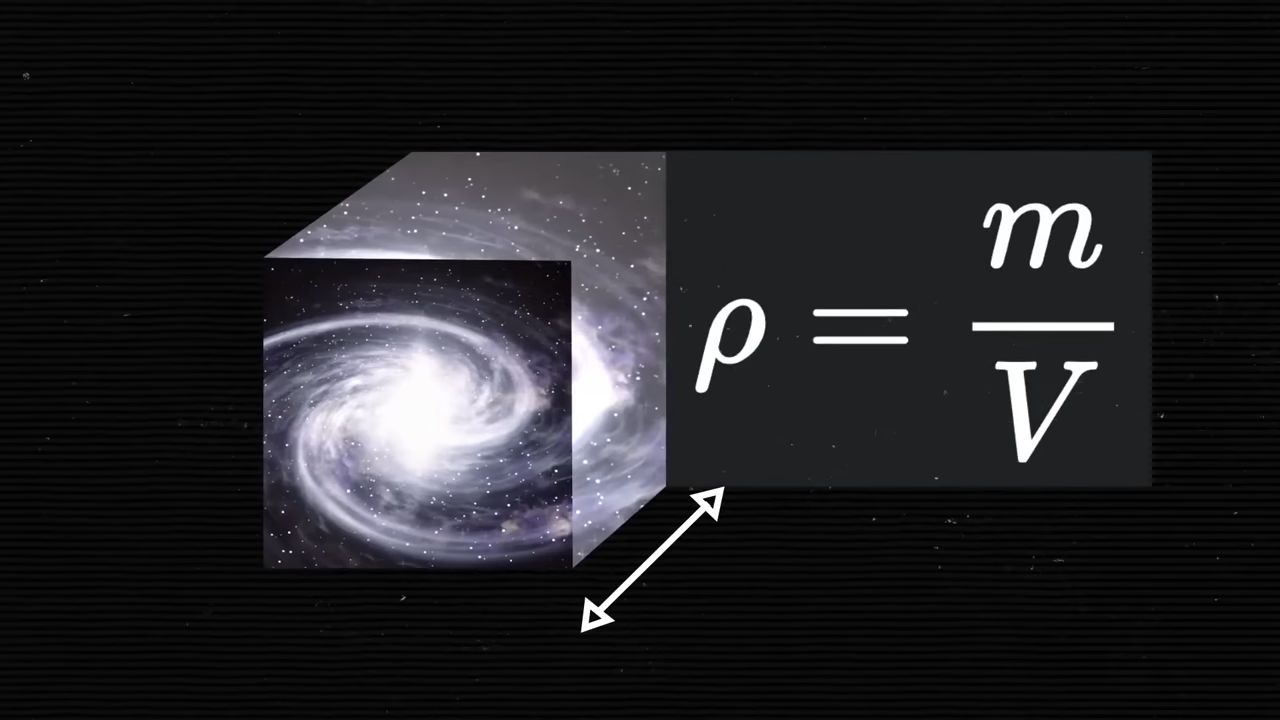 ρ = m/V